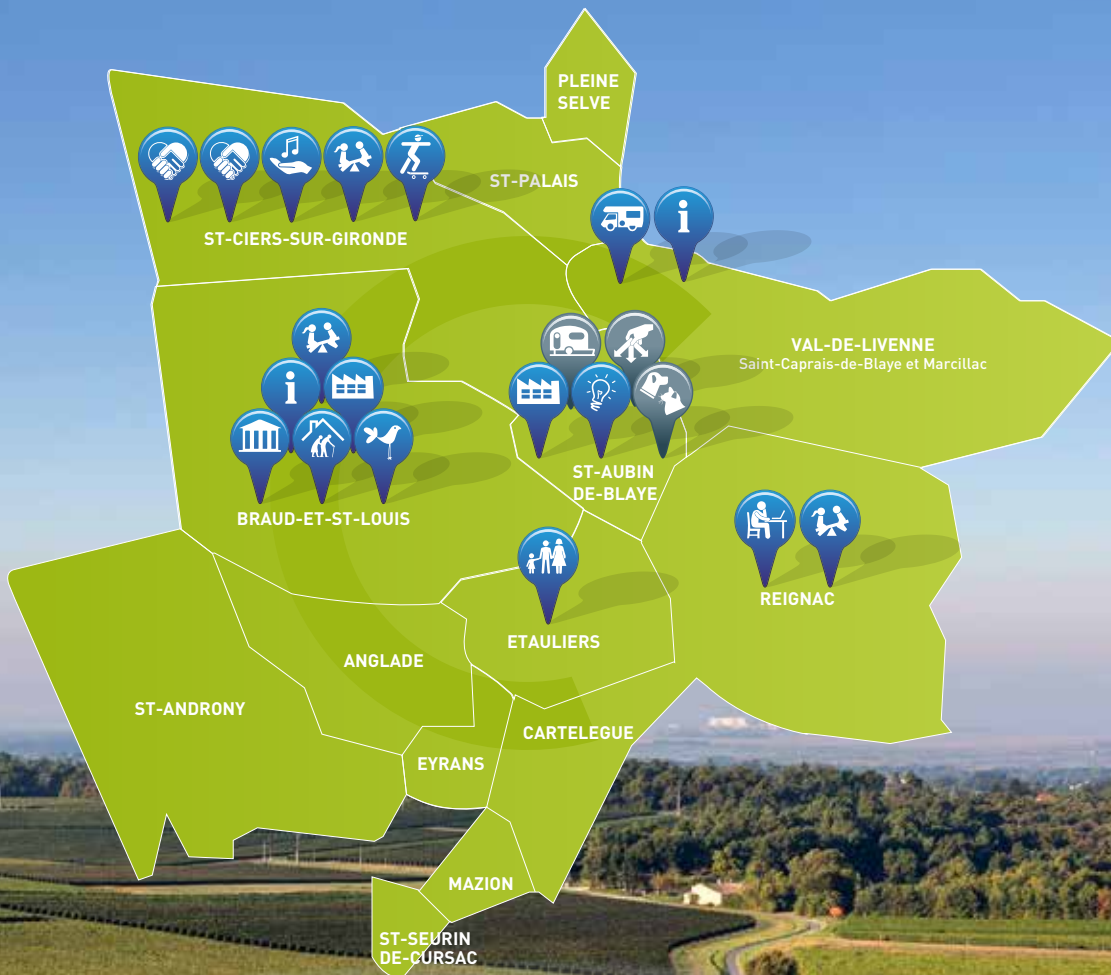 PLEINE
SELVE
ST-PALAIS
ST-CIERS-SUR-GIRONDE
VAL-DE-LIVENNE
Saint-Caprais-de-Blaye et Marcillac
ST-AUBIN
DE-BLAYE
BRAUD-ET-ST-LOUIS
REIGNAC
ETAULIERS
ANGLADE
ST-ANDRONY
CARTELEGUE
EYRANS
MAZION
ST-SEURIN
DE-CURSAC